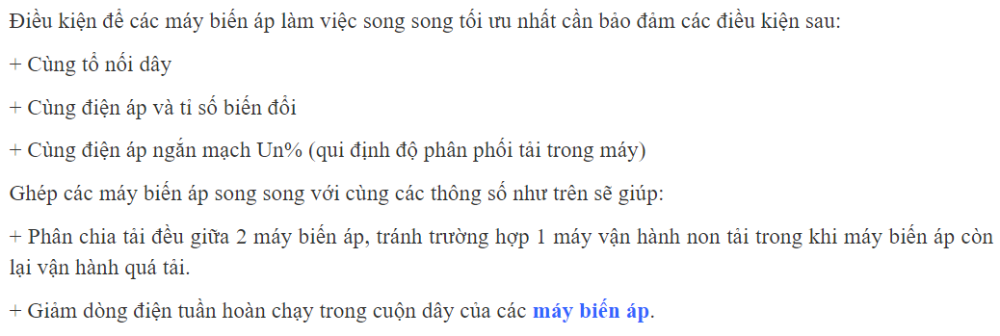 Điều kiện để các máy biến áp làm việc song song tối ưu nhất cần bảo đảm các điều kiện sau:
+ Cùng tổ nối dây
+ Cùng điện áp và tỉ số biến đổi
+ Cùng điện áp ngắn mạch Un% (qui định độ phân phối tải trong máy)
Ghép các máy biến áp song song với cùng các thông số như trên sẽ giúp:
+ Phân chia tải đều giữa 2 máy biến áp, tránh trường hợp 1 máy vận hành non tải trong khi máy biến áp còn
lại vận hành quá tải.
+ Giảm dòng điện tuần hoàn chạy trong cuộn dây của các máy biến áp.